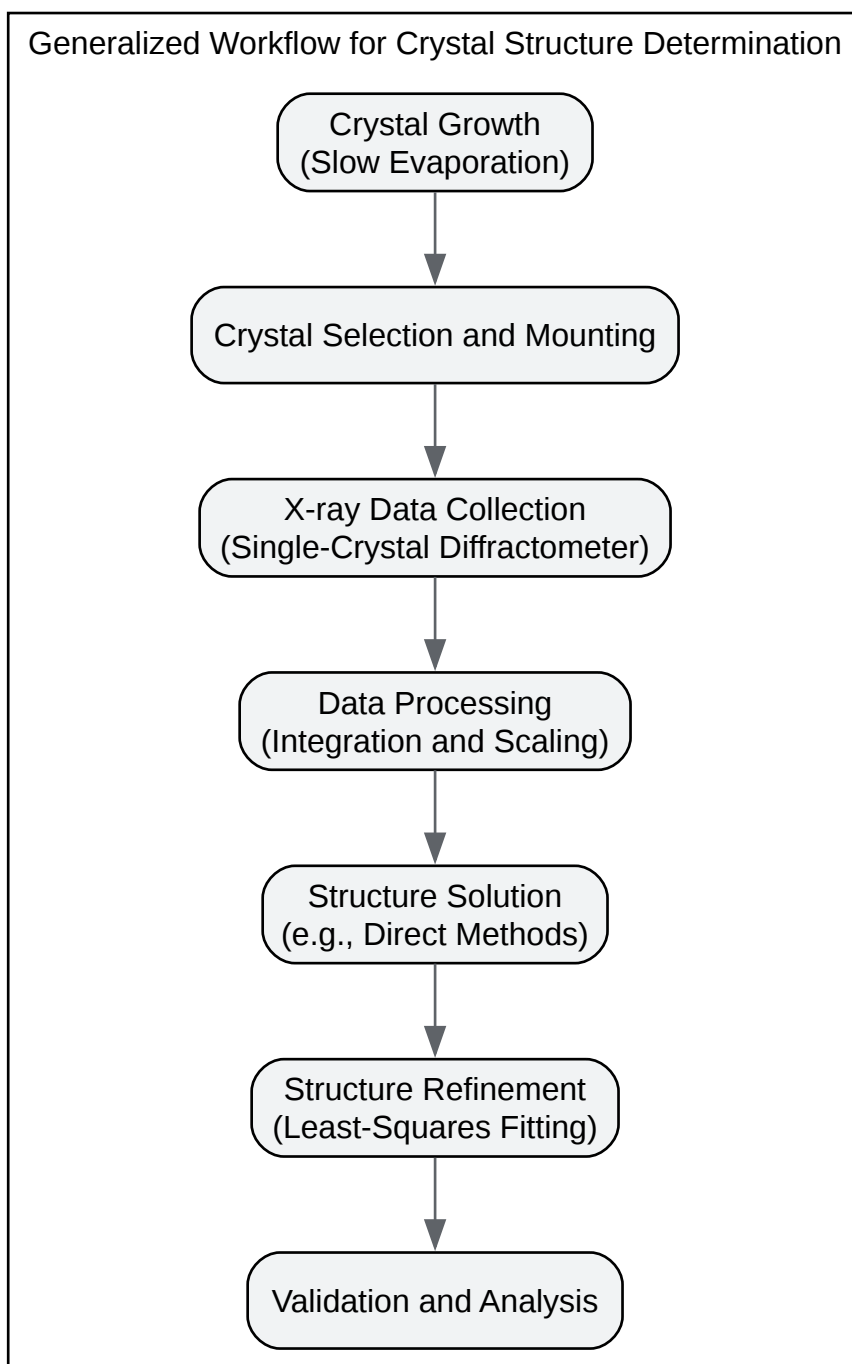 Generalized Workflow for Crystal Structure Determination
Crystal Growth
(Slow Evaporation)
Crystal Selection and Mounting
X-ray Data Collection
(Single-Crystal Diffractometer)
Data Processing
(Integration and Scaling)
Structure Solution
(e.g., Direct Methods)
Structure Refinement
(Least-Squares Fitting)
Validation and Analysis